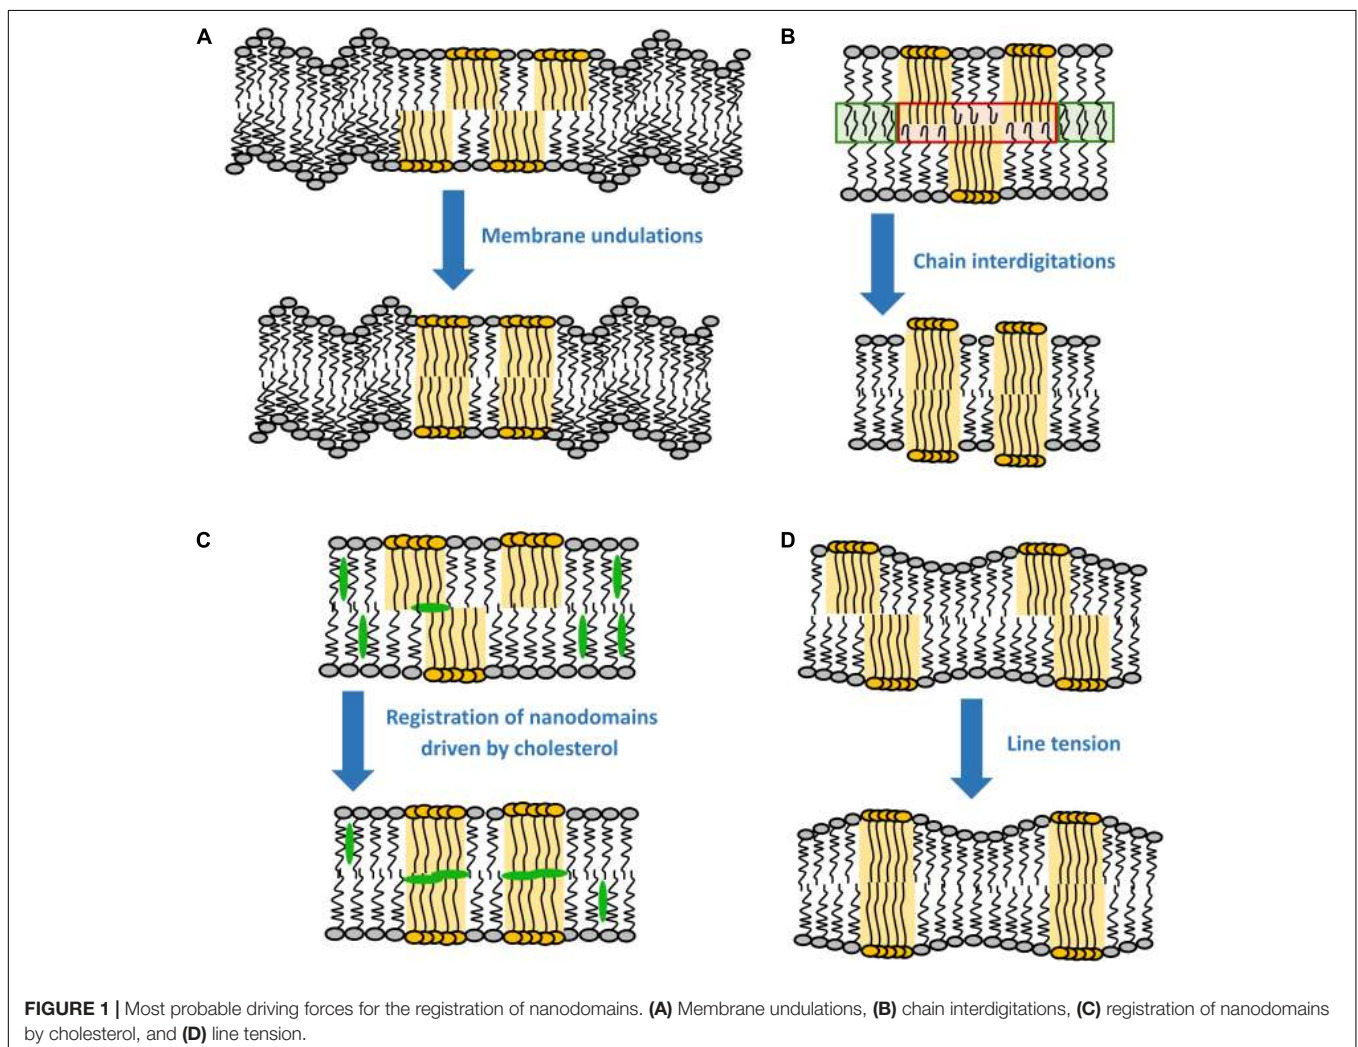 A
B
Membrane undulations
Chain interdigitations
C
D
Registration of nanodomains
driven by cholesterol
Line tension
FIGURE 1 | Most probable driving forces for the registration of nanodomains. (A) Membrane undulations, (B) chain interdigitations, (C) registration of nanodomains
by cholesterol, and (D) line tension.